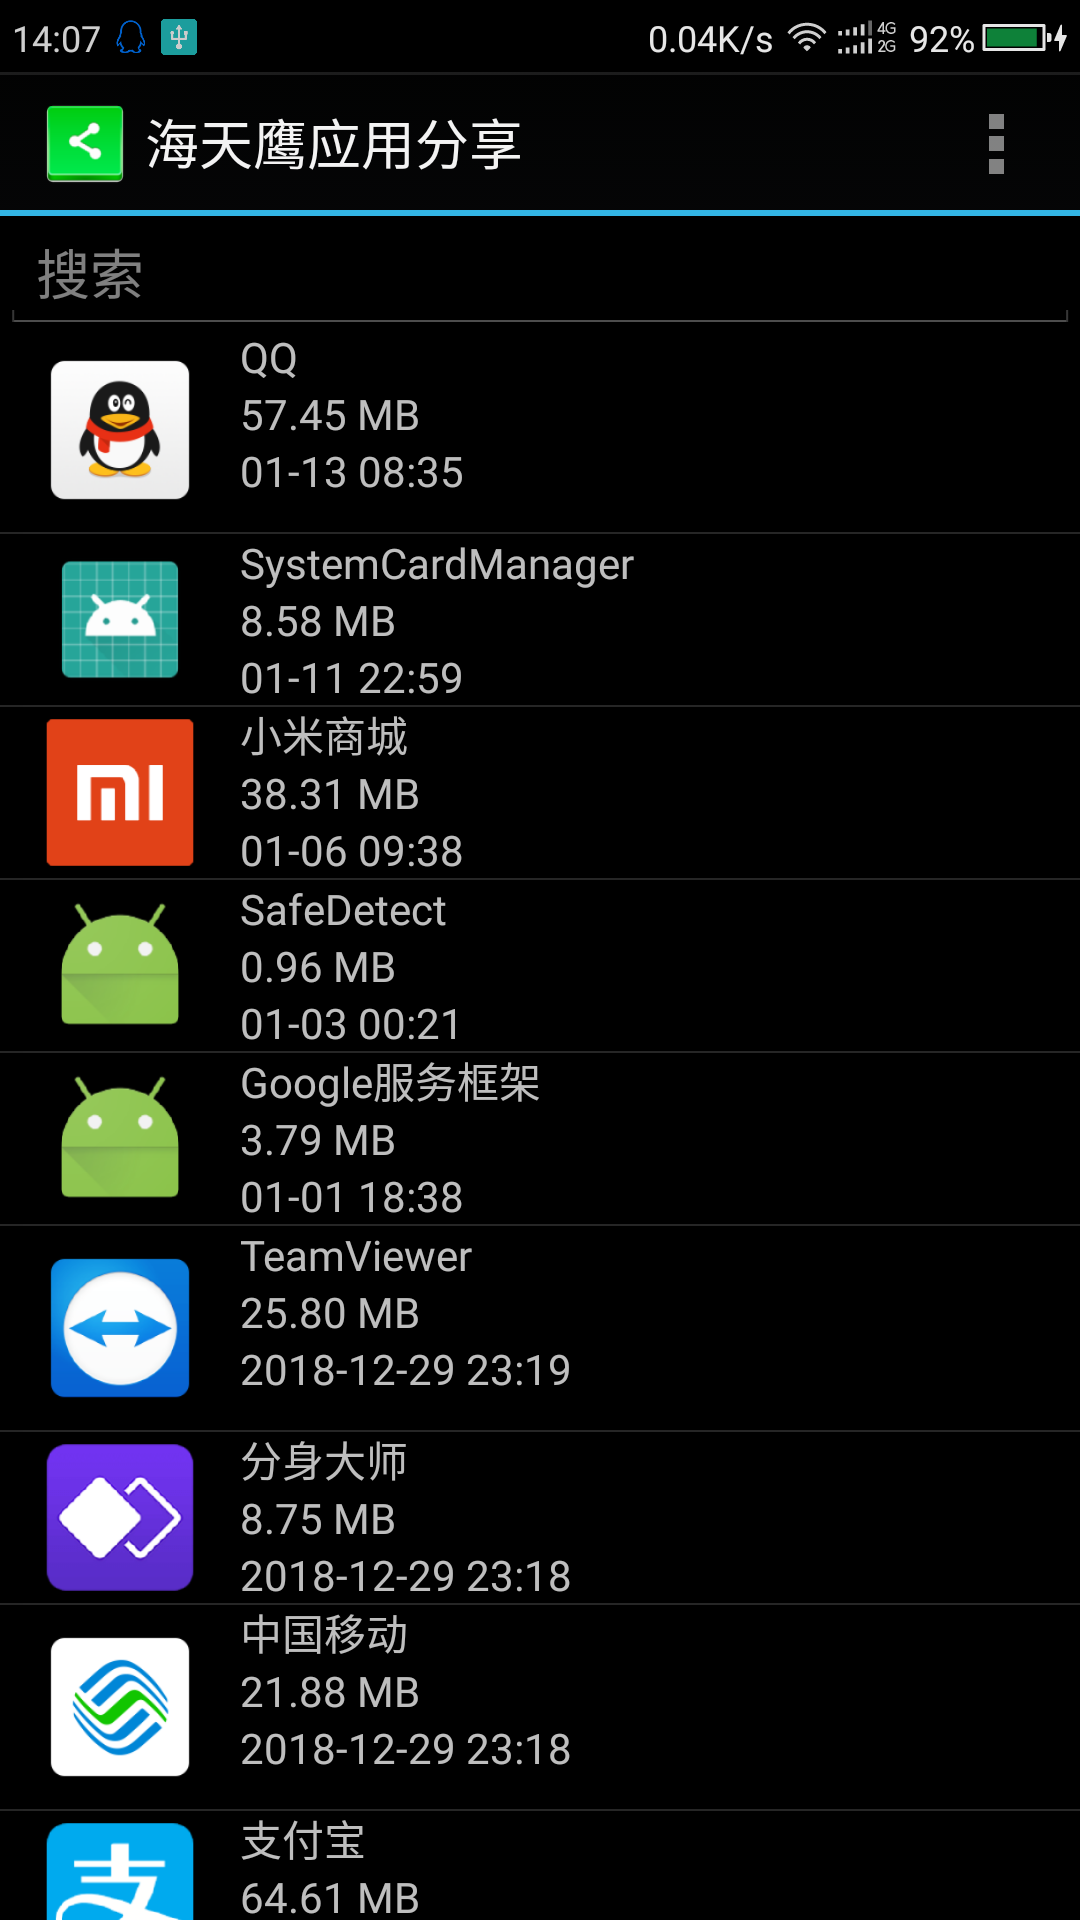 14:07 0.04K/s 4G 2G 92%
海天鹰应用分享
搜索
QQ
57.45 MB
01-13 08:35
SystemCardManager
8.58 MB
01-11 22:59
小米商城
38.31 MB
01-06 09:38
SafeDetect
0.96 MB
01-03 00:21
Google服务框架
3.79 MB
01-01 18:38
TeamViewer
25.80 MB
2018-12-29 23:19
分身大师
8.75 MB
2018-12-29 23:18
中国移动
21.88 MB
2018-12-29 23:18
支付宝
64.61 MB